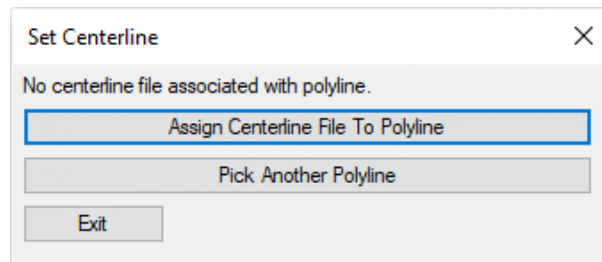 Set Centerline
No centerline file associated with polyline.
Assign Centerline File To Polyline
Pick Another Polyline
Exit